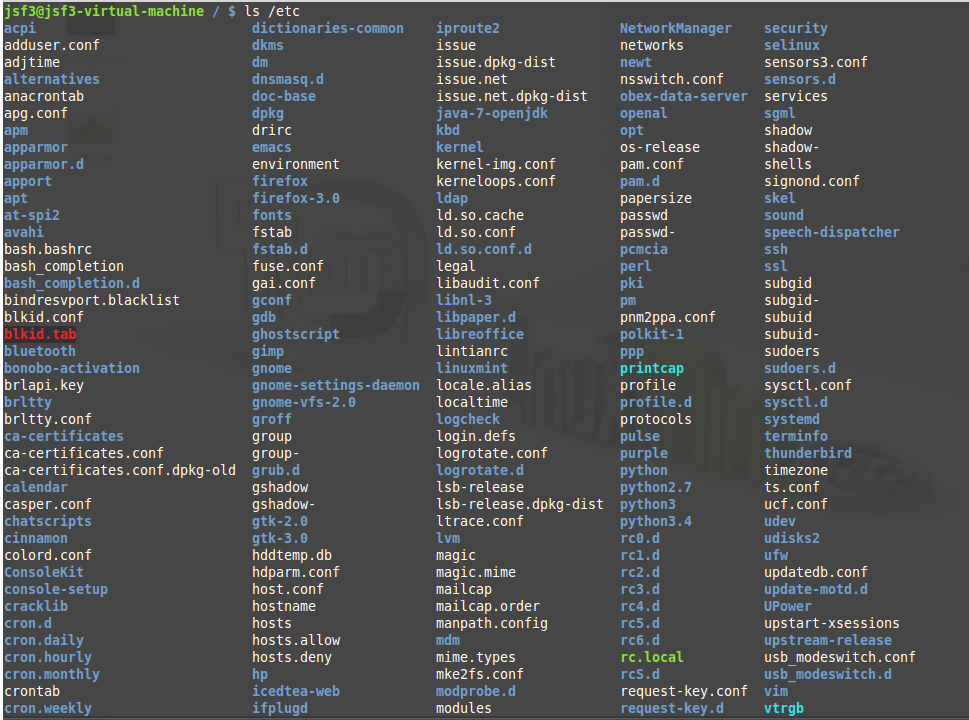 jsf3@jsf3-virtual-machine / $ ls /etc
acpi dictionaries-common iproute2 NetworkManager security
adduser.conf dkms issue networks selinux
adjtime dm issue.dpkg-dist newt sensors3.conf
alternatives dnsmasq.d issue.net nsswitch.conf sensors.d
anacrontab doc-base issue.net.dpkg-dist obex-data-server services
apg.conf dpkg java-7-openjdk openal sgml
apm drirc kbd opt shadow
apparmor emacs kernel os-release shadow-
apparmor.d environment kernel-img.conf pam.conf shells
apport firefox kerneloops.conf pam.d signond.conf
apt firefox-3.0 ldap papersize skel
at-spi2 fonts ld.so.cache passwd sound
avahi fstab ld.so.conf passwd- speech-dispatcher
bash.bashrc fstab.d ld.so.conf.d pcmcia ssh
bash_completion fuse.conf legal perl ssl
bash_completion.d gai.conf libaudit.conf pki subgid
bindresvport.blacklist gconf libnl-3 pm subgid-
blkid.conf gdb libpaper.d pnm2ppa.conf subuid
blkid.tab ghostscript libreoffice polkit-1 subuid-
bluetooth gimp lintianrc ppp sudoers
bonobo-activation gnome linuxmint printcap sudoers.d
brlapi.key gnome-settings-daemon locale.alias profile sysctl.conf
brltty gnome-vfs-2.0 localtime profile.d sysctl.d
brltty.conf groff logcheck protocols systemd
ca-certificates group login.defs pulse terminfo
ca-certificates.conf group- logrotate.conf purple thunderbird
ca-certificates.conf.dpkg-old grub.d logrotate.d python timezone
calendar gshadow lsb-release python2.7 ts.conf
casper.conf gshadow- lsb-release.dpkg-dist python3 ucf.conf
chatscripts gtk-2.0 ltrace.conf python3.4 udev
cinnamon gtk-3.0 lvm rc0.d udisks2
colord.conf hddtemp.db magic rc1.d ufw
ConsoleKit hdparm.conf magic.mime rc2.d updatedb.conf
console-setup host.conf mailcap rc3.d update-motd.d
cracklib hostname mailcap.order rc4.d UPower
cron.d hosts manpath.config rc5.d upstart-xsessions
cron.daily hosts.allow mdm rc6.d upstream-release
cron.hourly hosts.deny mime.types rc.local usb_modeswitch.conf
cron.monthly hp mke2fs.conf rcS.d usb_modeswitch.d
crontab icedtea-web modprobe.d request-key.conf vim
cron.weekly ifplugd modules request-key.d vtrgb